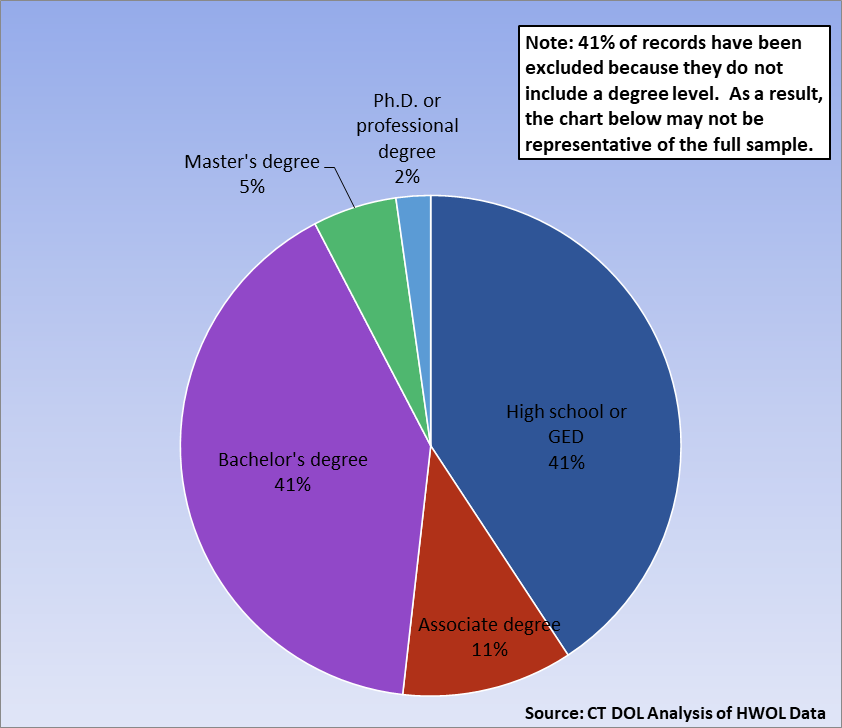 Note: 41% of records have been
excluded because they do not
include a degree level.  As a result,
the chart below may not be
representative of the full sample.
Ph.D. or
professional
degree
2%
Master's degree
5%
High school or
GED
41%
Bachelor's degree
41%
Associate degree
11%
Source: CT DOL Analysis of HWOL Data